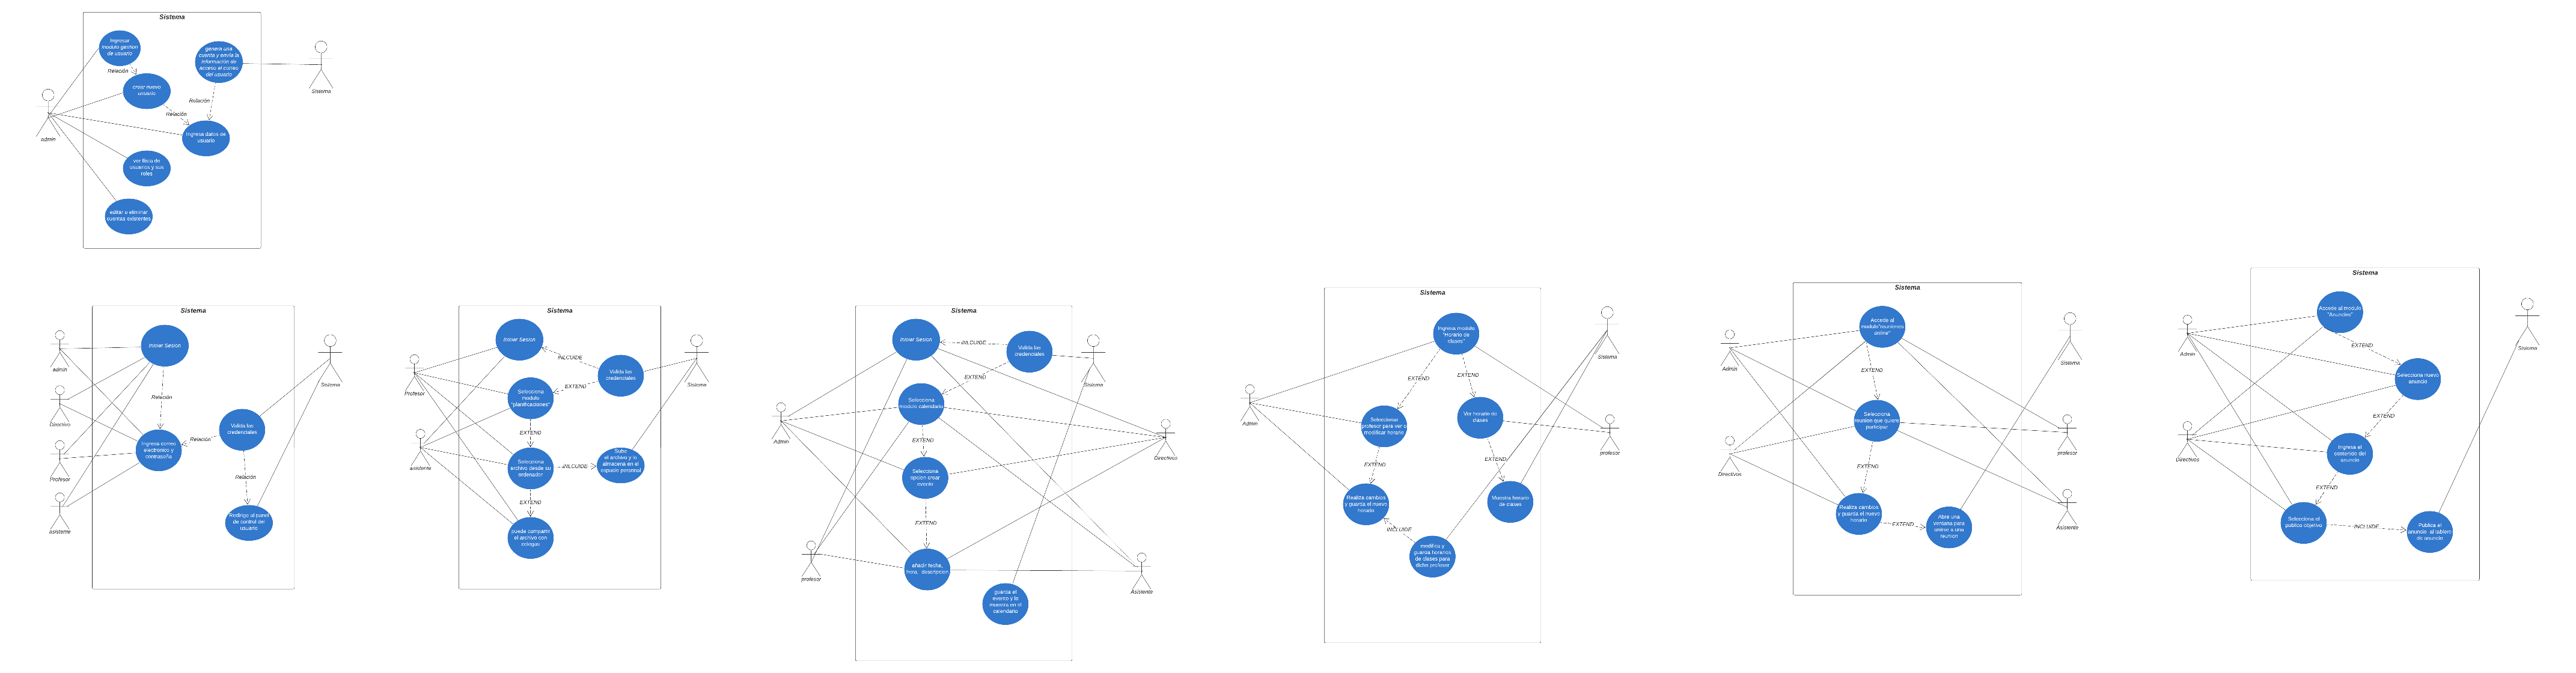 Sistema
Ingresar
modulo gestion
de usuario
Relación
crear nuevo
usuario
Relación
genera una
cuenta y envía la
información de
acceso al correo
del usuario
Relación
Ingresa datos de
usuario
ver lista de
usuarios y sus
roles
editar o eliminar
cuentas existentes
admin
Sistema
Sistema
Iniciar Sesion
Relación
Ingresa correo
electronico y
contraseña
Relación
Valida las
credenciales
Relación
Redirige al panel
de control del
usuario
admin
Directivo
Profesor
asistente
Sistema
Sistema
Iniciar Sesion
INLCUIDE
Valida las
credenciales
EXTEND
Selecciona
modulo
"planificaciones"
EXTEND
Selecciona
archivo desde su
ordenador
INLCUIDE
Sube
el archivo y lo
almacena en el
espacio personal
EXTEND
puede compartir
el archivo con
colegas
Profesor
asistente
Sistema
Sistema
Iniciar Sesion
INLCUIDE
Valida las
credenciales
EXTEND
Selecciona
modulo calendario
EXTEND
Selecciona
opcion crear
evento
EXTEND
añadir fecha,
hora, descripcion
guarda el
evento y lo
muestra en el
calendario
Admin
profesor
Sistema
Directivos
Asistente
Sistema
Ingresa modulo
"Horario de
clases"
EXTEND
EXTEND
Seleccionar
profesor para ver o
modificar horario
Ver horario de
clases
EXTEND
EXTEND
Realiza cambios
y guarda el nuevo
horario
Muestra horario
de clases
INCLUIDE
modifica y
guarda horarios
de clases para
dicho profesor
Admin
Sistema
profesor
Sistema
Accede al
modulo"reuniones
online"
EXTEND
Selecciona
reunion que quiere
participar
EXTEND
Realiza cambios
y guarda el nuevo
horario
EXTEND
Abre una
ventana para
unirse a una
reunion
Admin
Directivos
Sistema
profesor
Asistente
Sistema
Accede al modulo
"Anuncios"
EXTEND
Selecciona nuevo
anuncio
EXTEND
Ingresa el
contenido del
anuncio
EXTEND
Selecciona el
publico objetivo
INCLUIDE
Publica el
anuncio al tablero
de anuncio
Admin
Directivos
Sistema